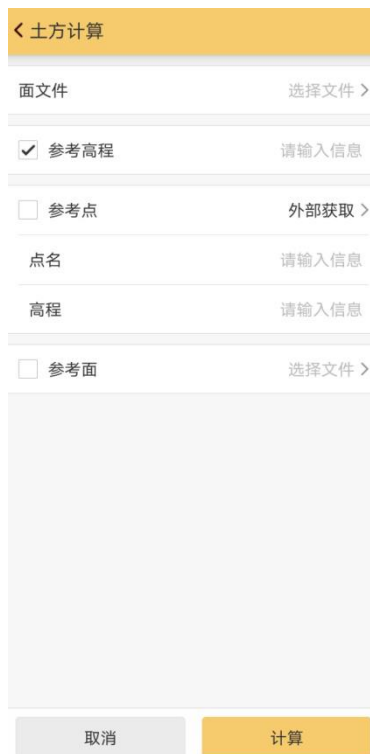 土方计算
面文件 选择文件
参考高程 请输入信息
参考点 外部获取
点名 请输入信息
高程 请输入信息
参考面 选择文件
取消 计算